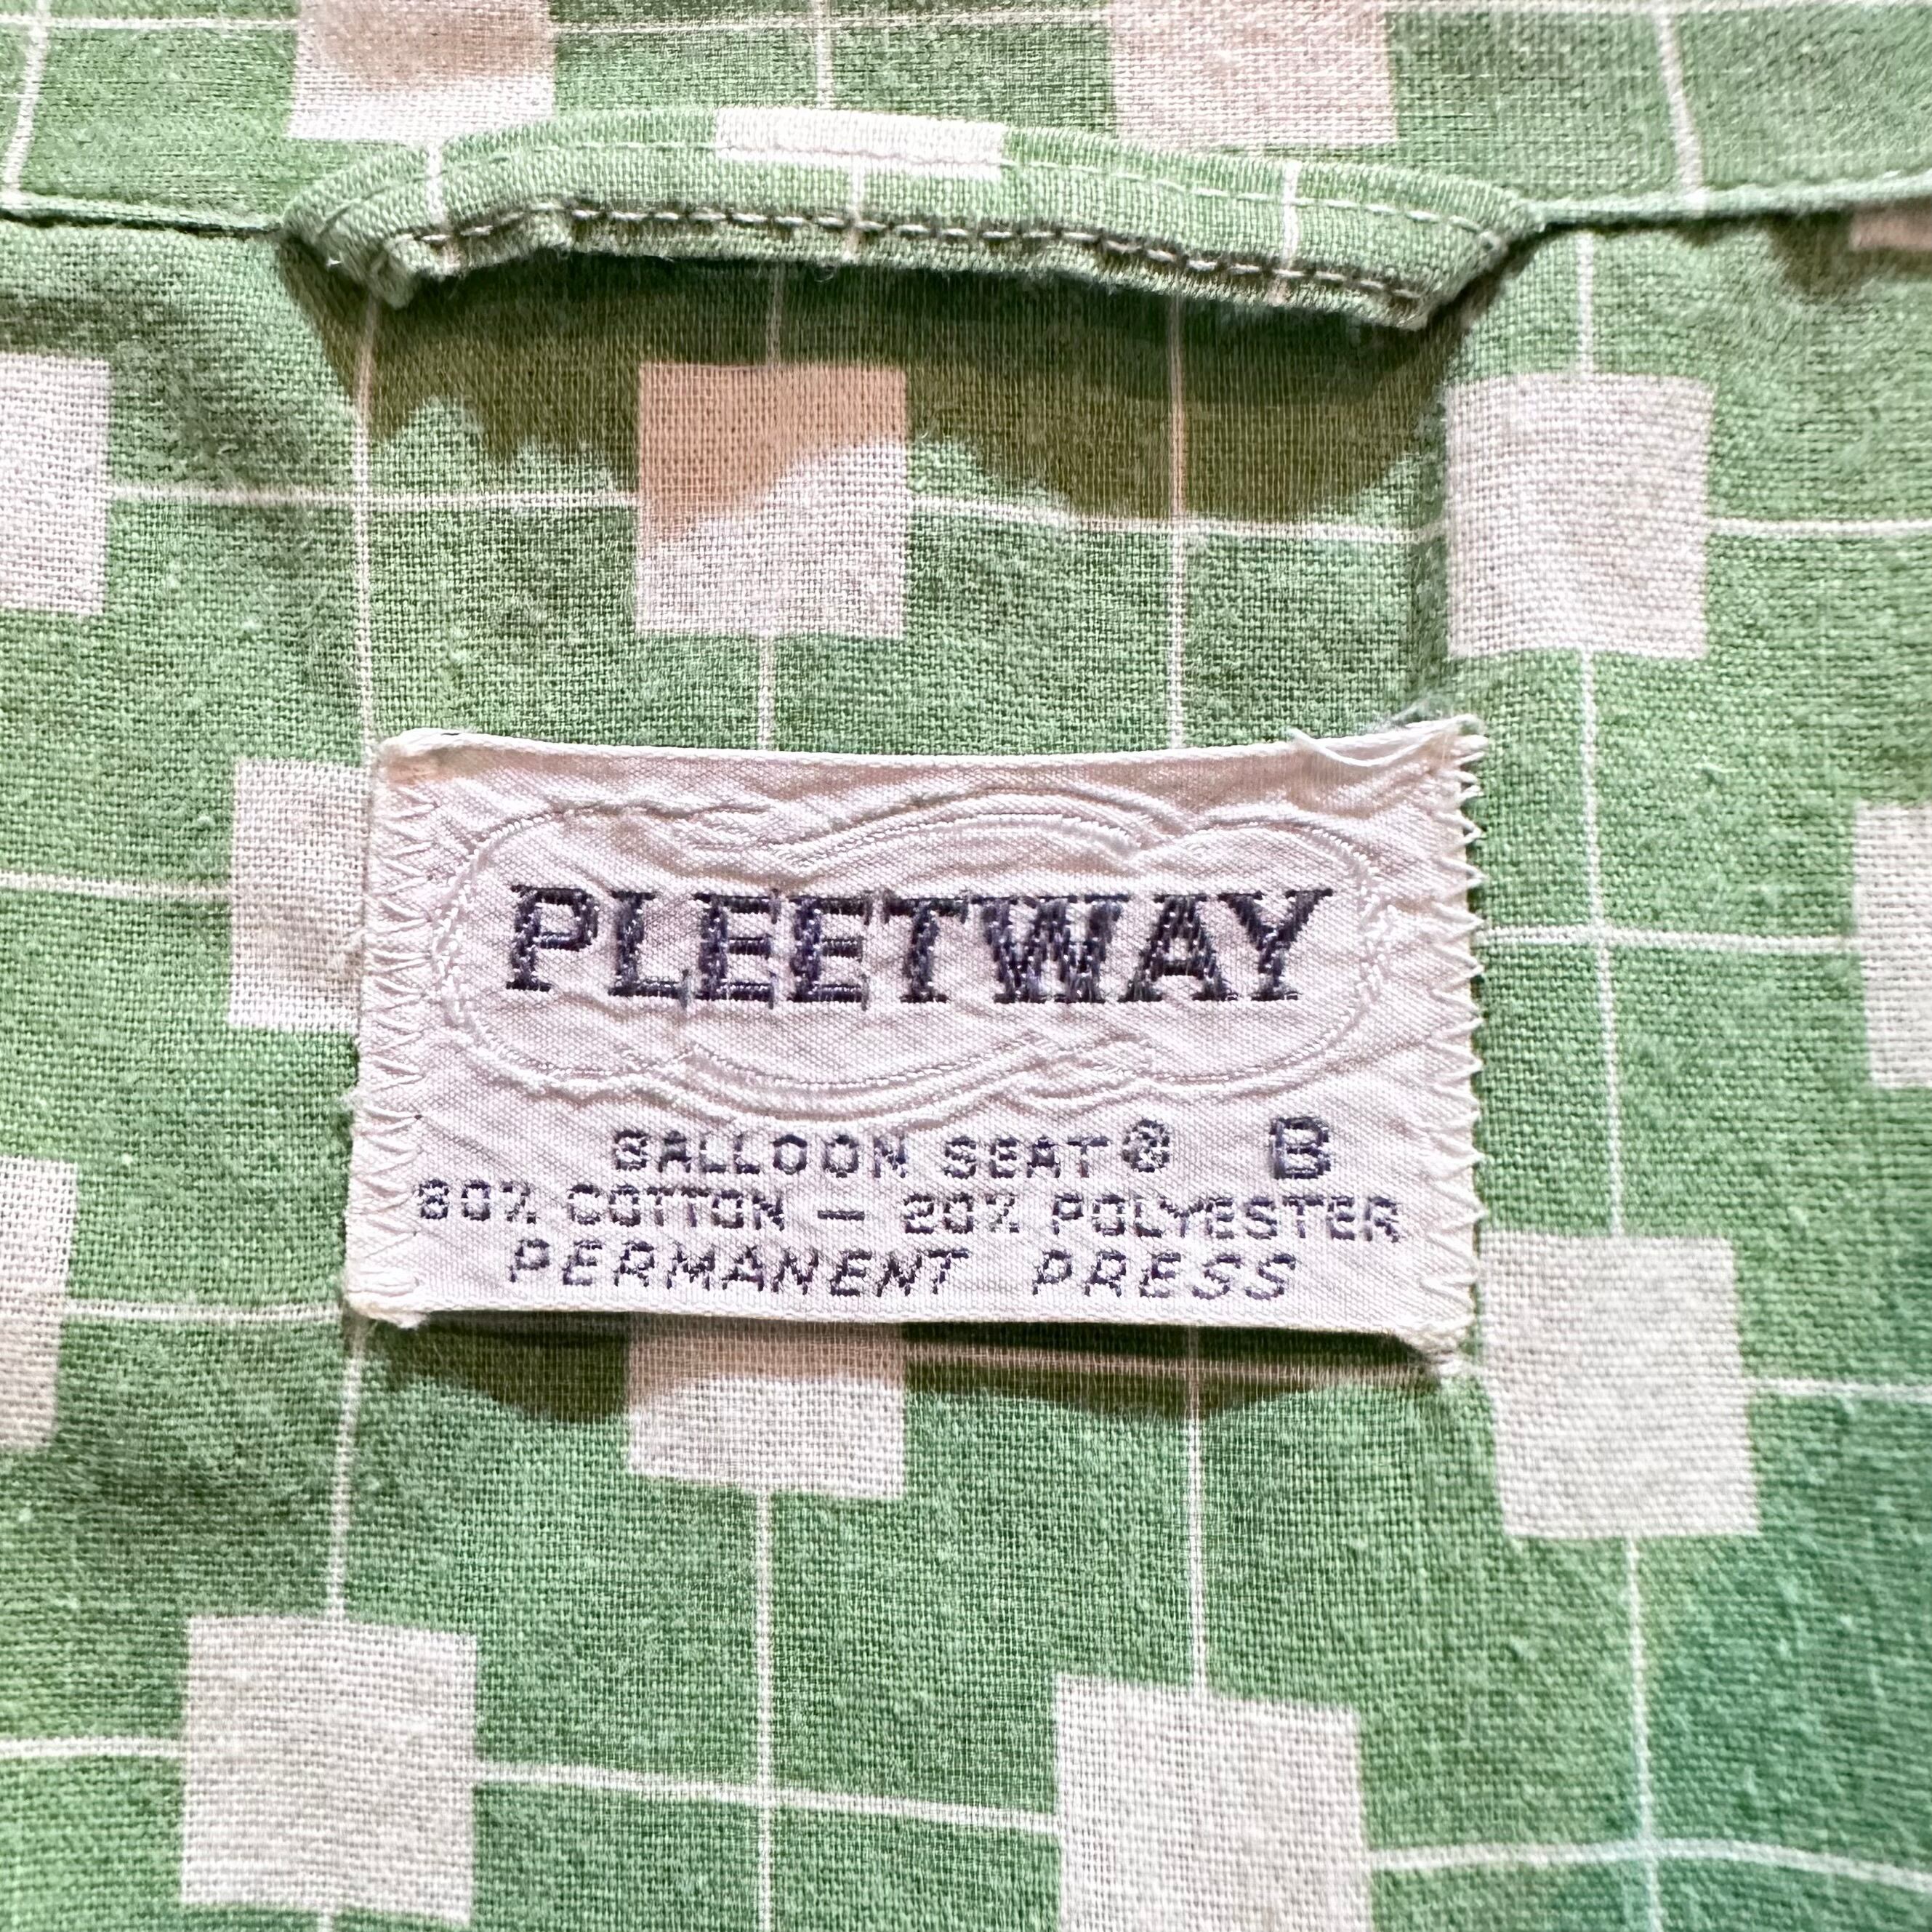 PLEETWAY
BALLOON SEAT® B
80% COTTON — 20% POLYESTER
PERMANENT PRESS